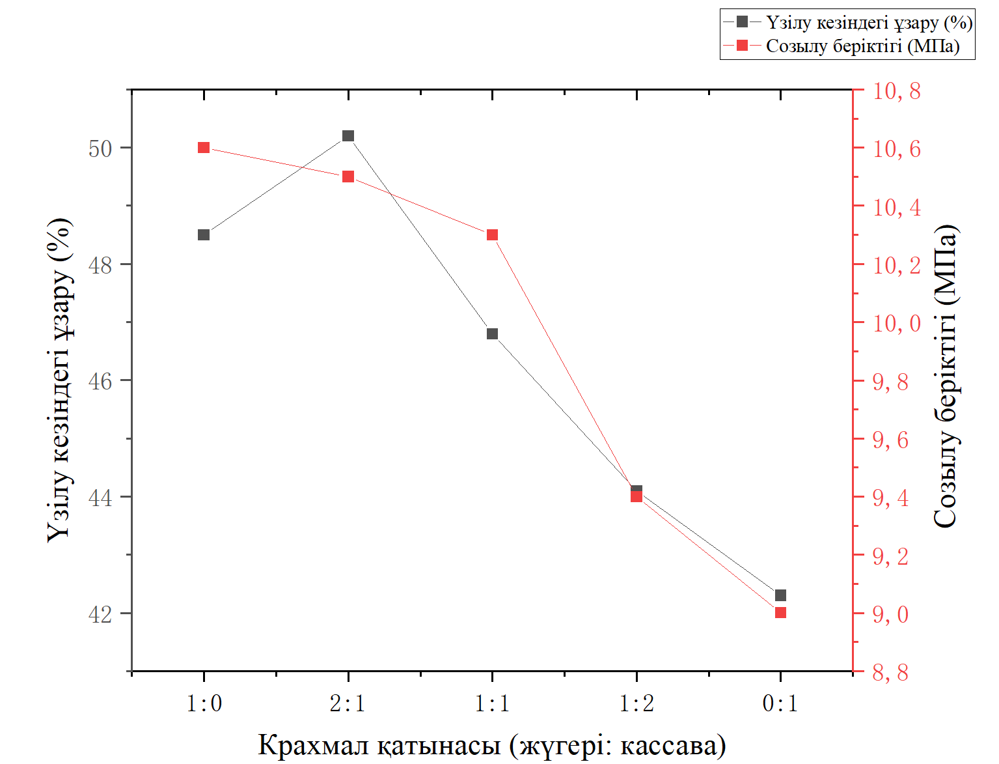 Үзілу кезіндегі ұзару (%)
Созылу беріктігі (МПа)
50
48
46
44
42
Үзілу кезіндегі ұзару (%)
10,8
10,6
10,4
10,2
10,0
9,8
9,6
9,4
9,2
9,0
8,8
Созылу беріктігі (МПа)
1:0 2:1 1:1 1:2 0:1
Крахмал қатынасы (жүгері: кассава)